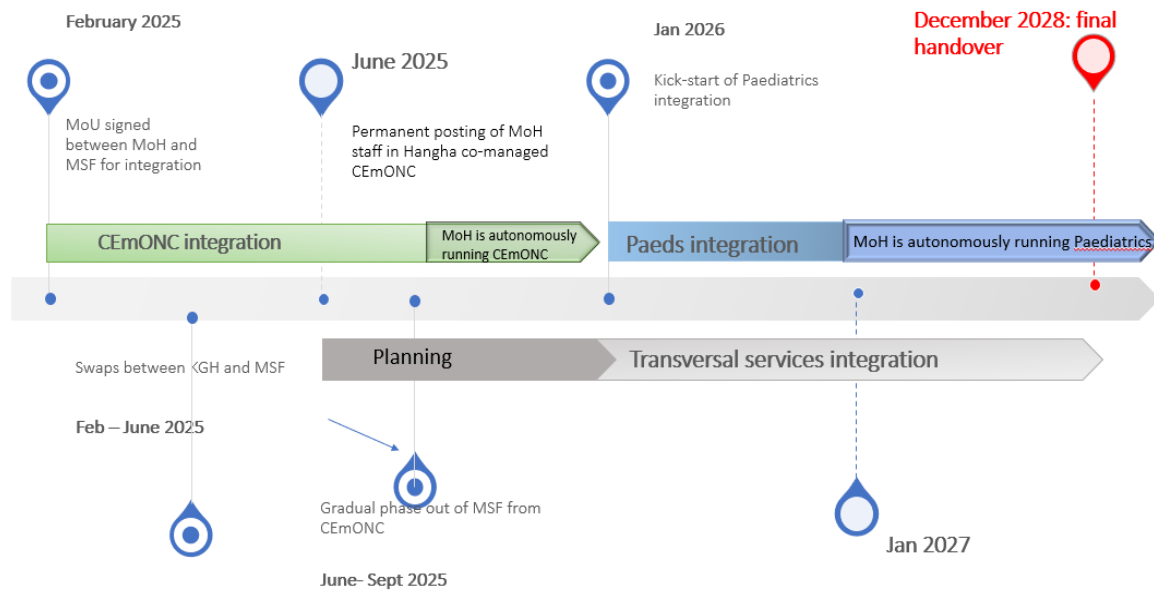 February 2025
MoU signed
between MoH and
MSF for integration
June 2025
Permanent posting of MoH
staff in Hangha co-managed
CEmONC
Jan 2026
Kick-start of Paediatrics
integration
December 2028: final
handover
CEmONC integration
MoH is autonomously
running CEmONC
Paeds integration
MoH is autonomously running Paediatrics
Swaps between KGH and MSF
Feb – June 2025
Planning
Transversal services integration
Gradual phase out of MSF from
CEmONC
June- Sept 2025
Jan 2027